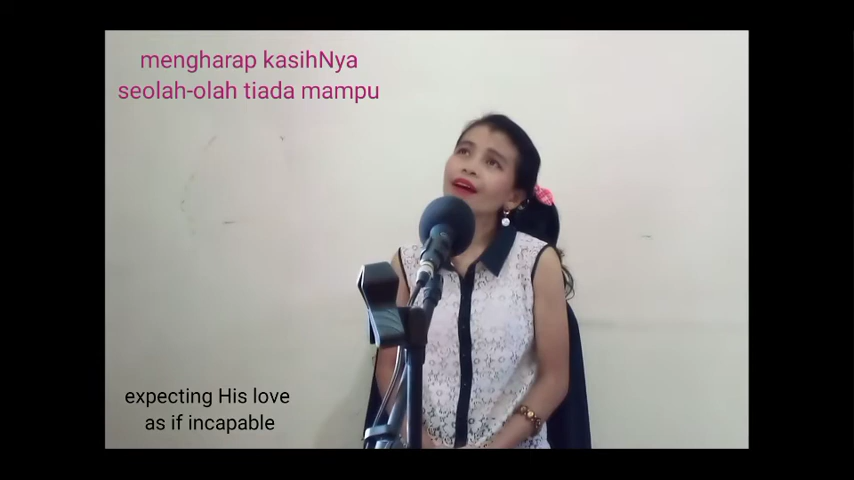 mengharap kasihNya
seolah-olah tiada mampu
expecting His love
as if incapable